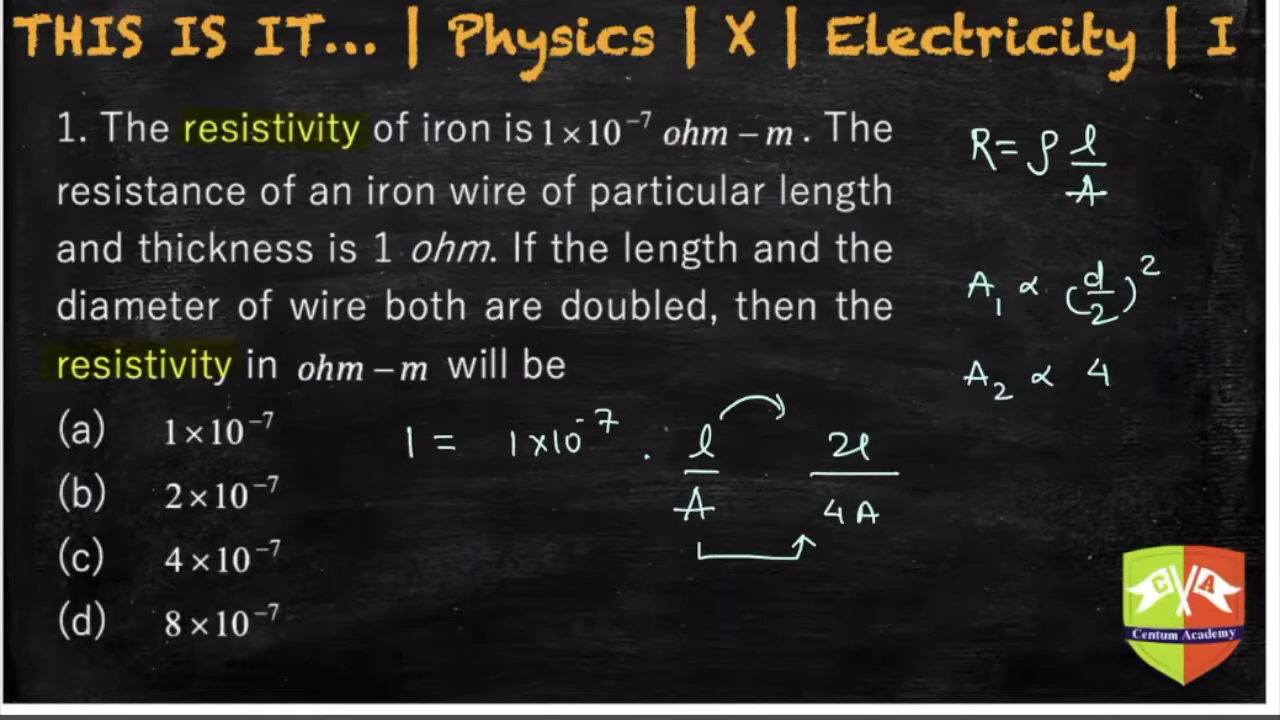 THIS IS IT... | Physics | X | Electricity | I
1. The resistivity of iron is 1×10⁻⁷ ohm – m . The
resistance of an iron wire of particular length
and thickness is 1 ohm. If the length and the
diameter of wire both are doubled, then the
resistivity in ohm – m will be
(a) 1×10⁻⁷
(b) 2×10⁻⁷
(c) 4×10⁻⁷
(d) 8×10⁻⁷
R = ρ l/A
A₁ ∝ (d/2)²
A₂ ∝ 4
1 = 1×10⁻⁷ . l/A 2l/4A
C A
Centum Academy